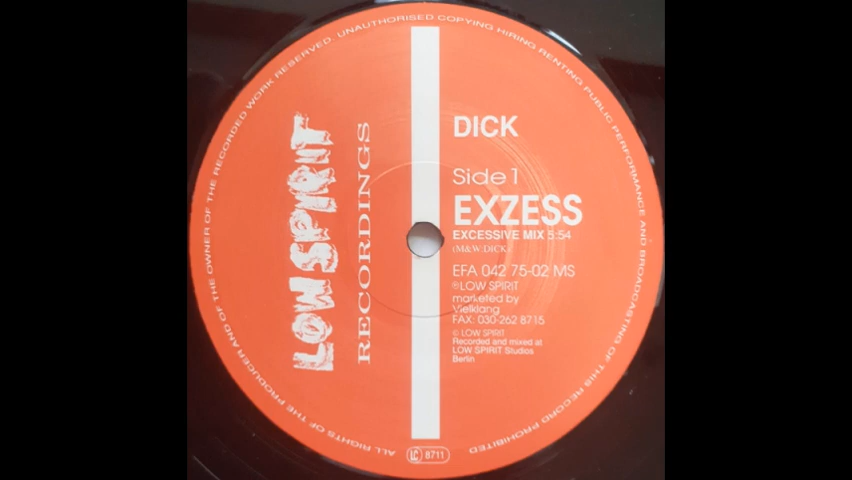 ALL RIGHTS OF THE PRODUCER AND OF THE OWNER OF THE RECORDED WORK RESERVED. UNAUTHORISED COPYING HIRING RENTING PUBLIC PERFORMANCE AND BROADCASTING OF THIS RECORD PROHIBITED
LOW SPIRIT
RECORDINGS
DICK
Side 1
EXZESS
EXCESSIVE MIX 5:54
(M&W:DICK)
EFA 042 75-02 MS
℗LOW SPIRIT
marketed by
Vielklang
FAX: 030-262 8715
© LOW SPIRIT
Recorded and mixed at
LOW SPIRIT Studios
Berlin
LC 8711